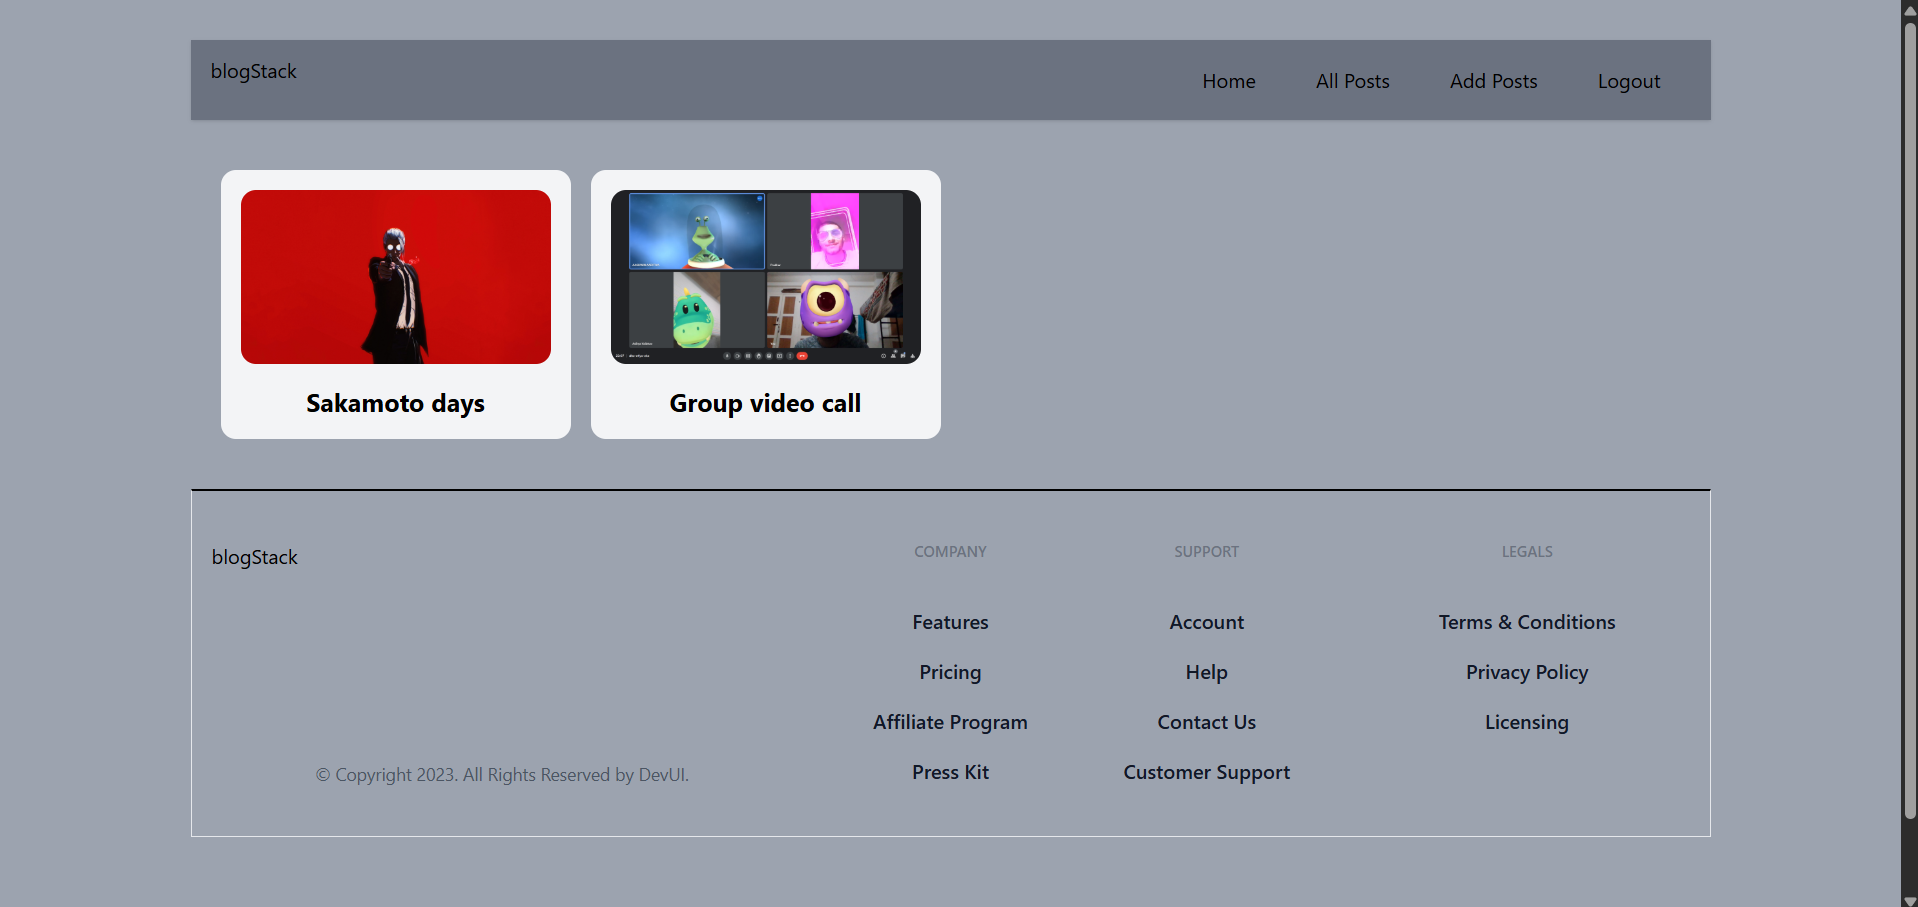 blogStack
Home All Posts Add Posts Logout
Sakamoto days
Group video call
blogStack
COMPANY
Features
Pricing
Affiliate Program
Press Kit
SUPPORT
Account
Help
Contact Us
Customer Support
LEGALS
Terms & Conditions
Privacy Policy
Licensing
© Copyright 2023. All Rights Reserved by DevUI.